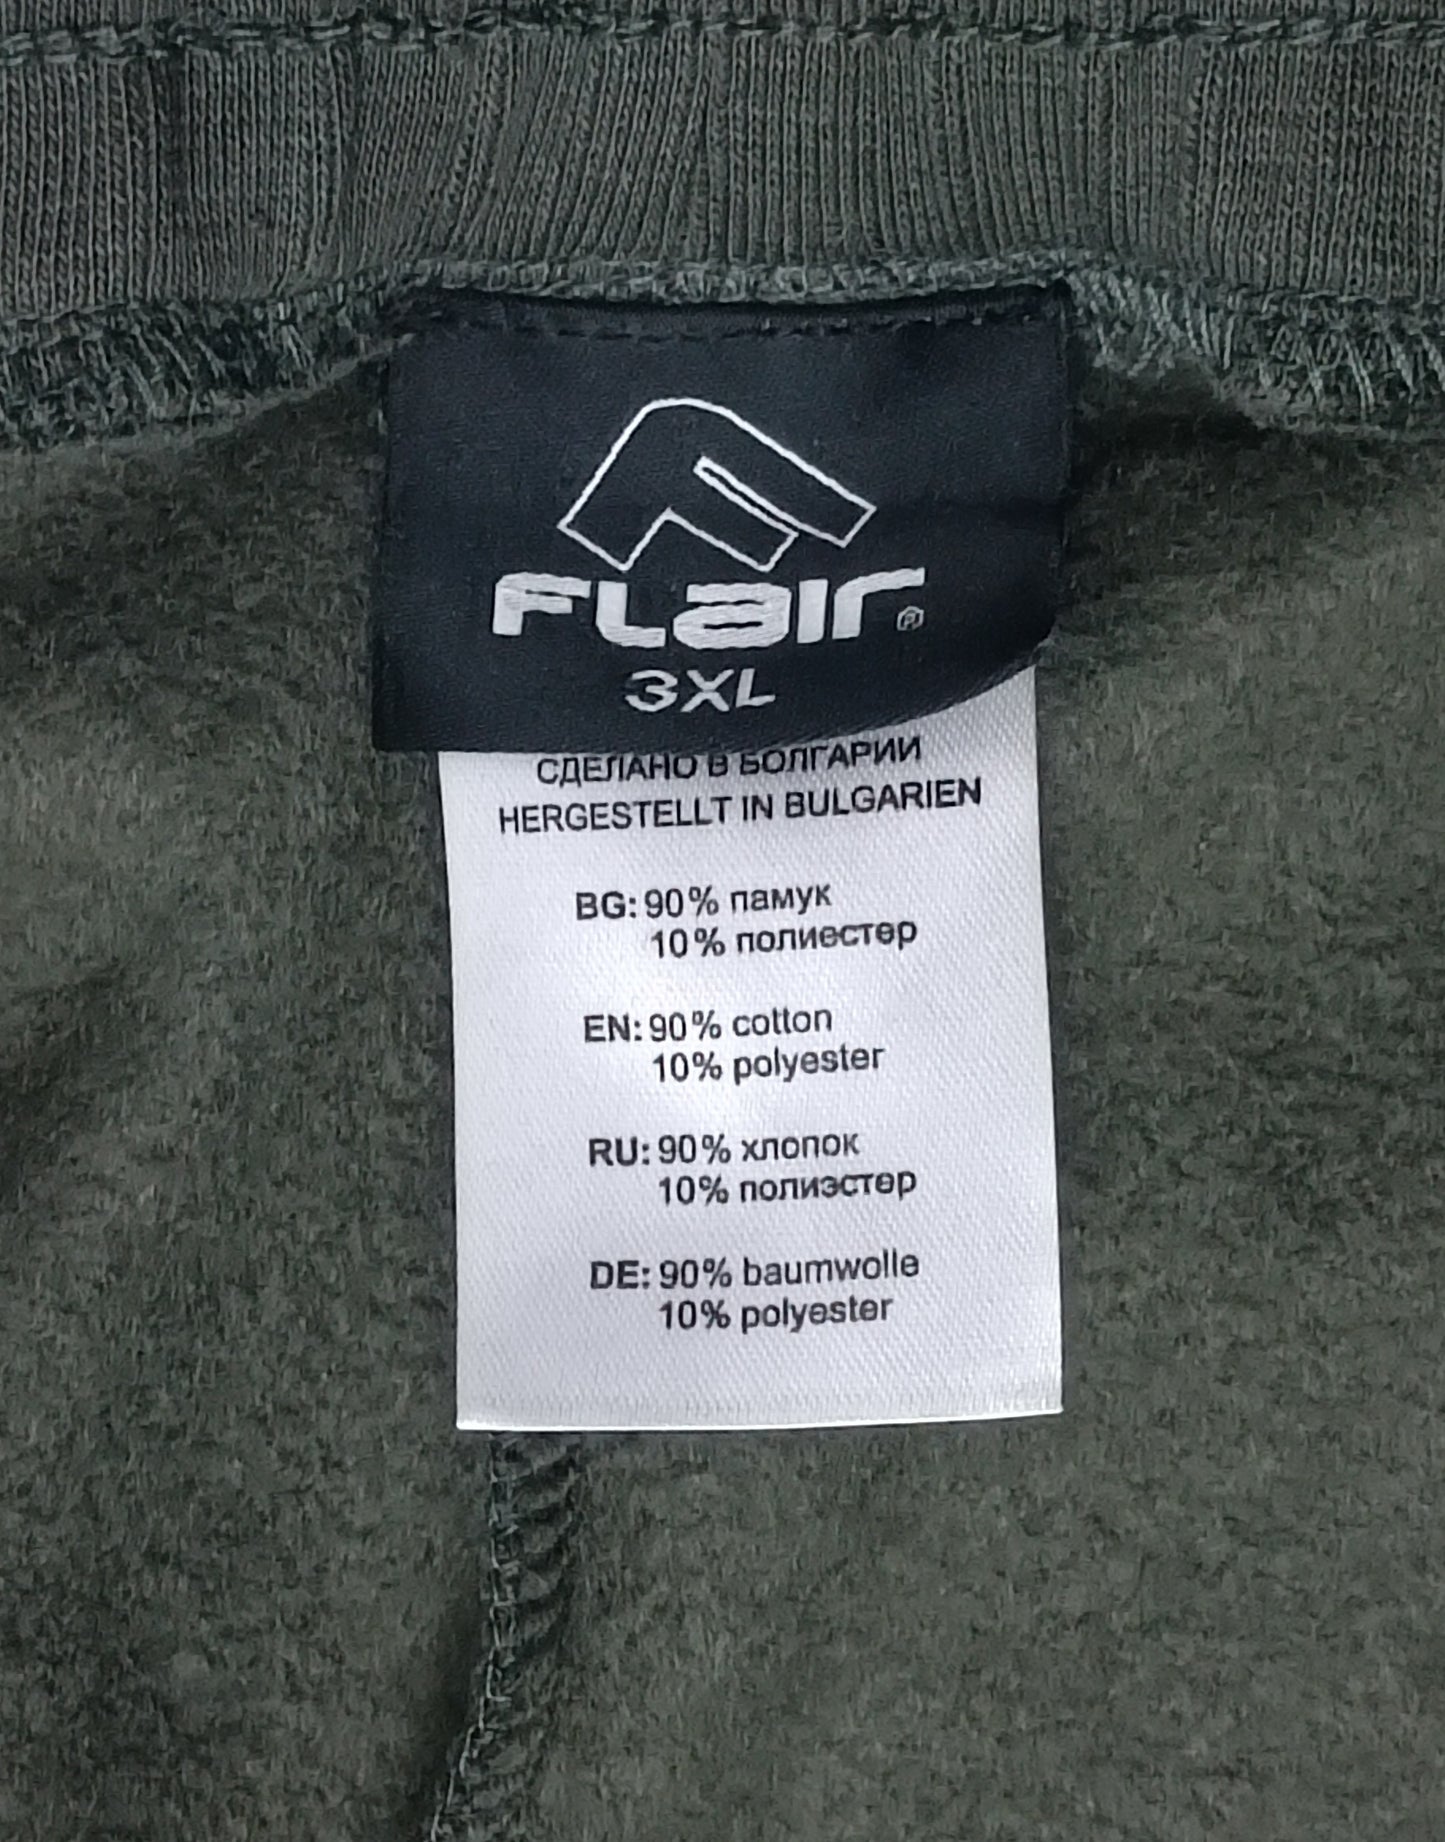 FLair
3XL
СДЕЛАНО В БОЛГАРИИ
HERGESTELLT IN BULGARIEN
BG: 90% памук
10% полиестер
EN: 90% cotton
10% polyester
RU: 90% хлопок
10% полиэстер
DE: 90% baumwolle
10% polyester